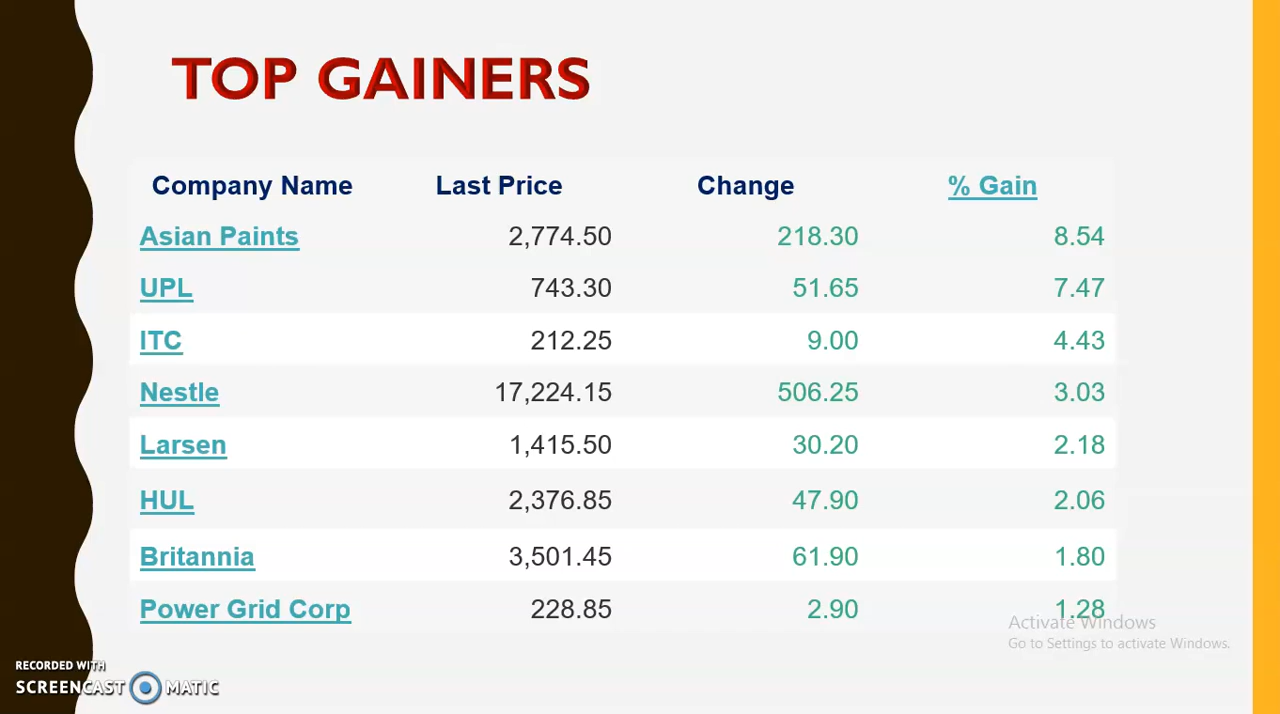 TOP GAINERS
Company Name Last Price Change % Gain
Asian Paints 2,774.50 218.30 8.54
UPL 743.30 51.65 7.47
ITC 212.25 9.00 4.43
Nestle 17,224.15 506.25 3.03
Larsen 1,415.50 30.20 2.18
HUL 2,376.85 47.90 2.06
Britannia 3,501.45 61.90 1.80
Power Grid Corp 228.85 2.90 1.28
Activate Windows
Go to Settings to activate Windows.
RECORDED WITH
SCREENCAST MATIC